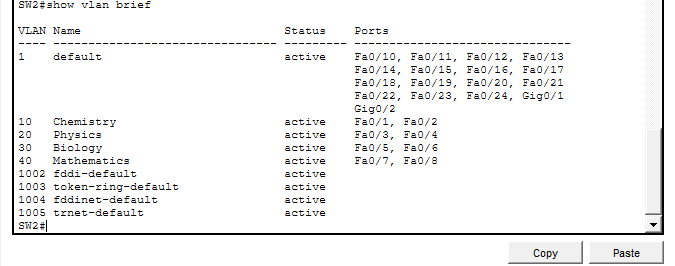 SW2#show vlan brief
VLAN Name                             Status    Ports
---- -------------------------------- --------- -------------------------------
1    default                          active    Fa0/10, Fa0/11, Fa0/12, Fa0/13
                                                Fa0/14, Fa0/15, Fa0/16, Fa0/17
                                                Fa0/18, Fa0/19, Fa0/20, Fa0/21
                                                Fa0/22, Fa0/23, Fa0/24, Gig0/1
                                                Gig0/2
10   Chemistry                        active    Fa0/1, Fa0/2
20   Physics                          active    Fa0/3, Fa0/4
30   Biology                          active    Fa0/5, Fa0/6
40   Mathematics                      active    Fa0/7, Fa0/8
1002 fddi-default                     active
1003 token-ring-default               active
1004 fddinet-default                  active
1005 trnet-default                    active
SW2#
Copy Paste